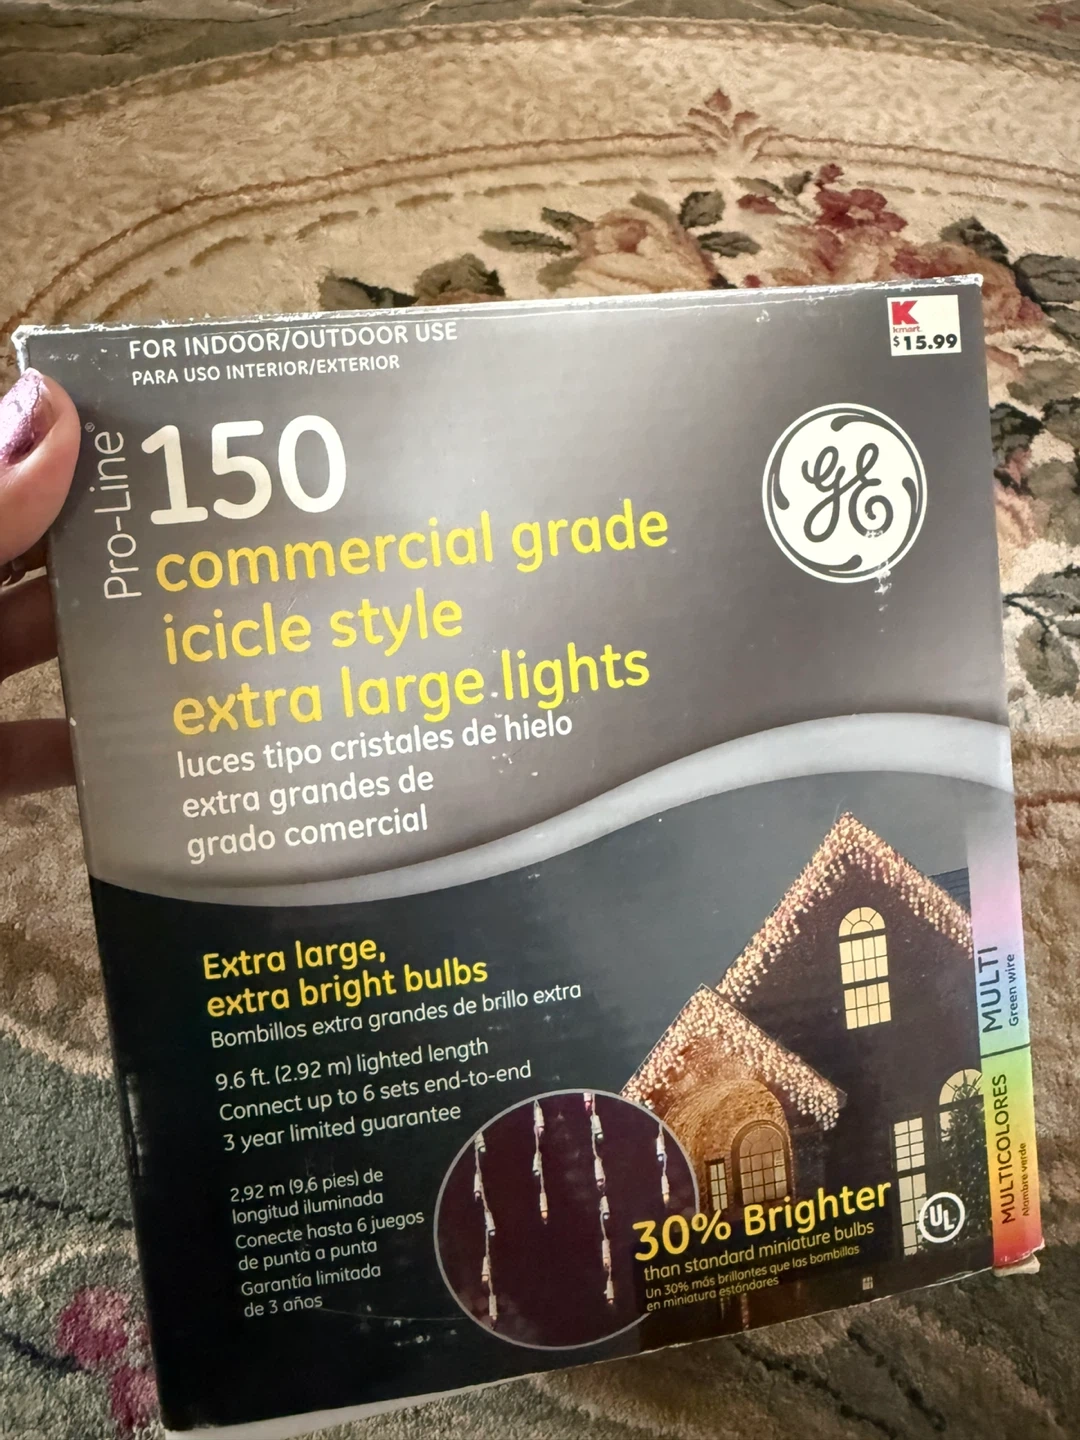 FOR INDOOR/OUTDOOR USE
PARA USO INTERIOR/EXTERIOR
K
kmart.
$15.99
Pro-Line®
150
commercial grade
icicle style
extra large lights
luces tipo cristales de hielo
extra grandes de
grado comercial
GE
Extra large,
extra bright bulbs
Bombillos extra grandes de brillo extra
9.6 ft. (2.92 m) lighted length
Connect up to 6 sets end-to-end
3 year limited guarantee
2.92 m (9,6 pies) de
longitud iluminada
Conecte hasta 6 juegos
de punta a punta
Garantía limitada
de 3 años
30% Brighter
than standard miniature bulbs
Un 30% más brillantes que las bombillas
en miniatura estándares
UL
MULTI
Green wire
MULTICOLORES
Alambre verde